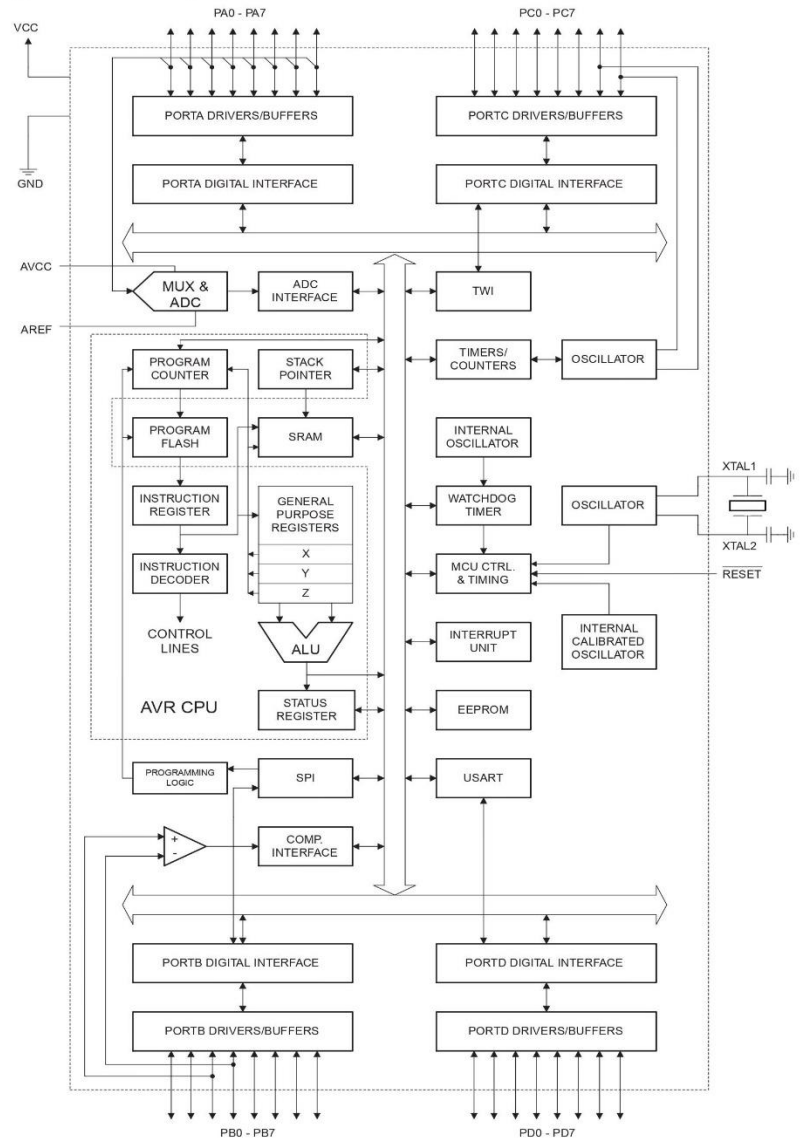 PA0 - PA7
PC0 - PC7
VCC
GND
PORTA DRIVERS/BUFFERS
PORTC DRIVERS/BUFFERS
PORTA DIGITAL INTERFACE
PORTC DIGITAL INTERFACE
AVCC
AREF
MUX &
ADC
ADC
INTERFACE
TWI
PROGRAM
COUNTER
STACK
POINTER
TIMERS/
COUNTERS
OSCILLATOR
PROGRAM
FLASH
SRAM
INTERNAL
OSCILLATOR
INSTRUCTION
REGISTER
GENERAL
PURPOSE
REGISTERS
X
Y
Z
WATCHDOG
TIMER
OSCILLATOR
XTAL1
XTAL2
RESET
INSTRUCTION
DECODER
MCU CTRL.
& TIMING
CONTROL
LINES
ALU
INTERRUPT
UNIT
INTERNAL
CALIBRATED
OSCILLATOR
AVR CPU
STATUS
REGISTER
EEPROM
PROGRAMMING
LOGIC
SPI
USART
+
-
COMP.
INTERFACE
PORTB DIGITAL INTERFACE
PORTD DIGITAL INTERFACE
PORTB DRIVERS/BUFFERS
PORTD DRIVERS/BUFFERS
PB0 - PB7
PD0 - PD7